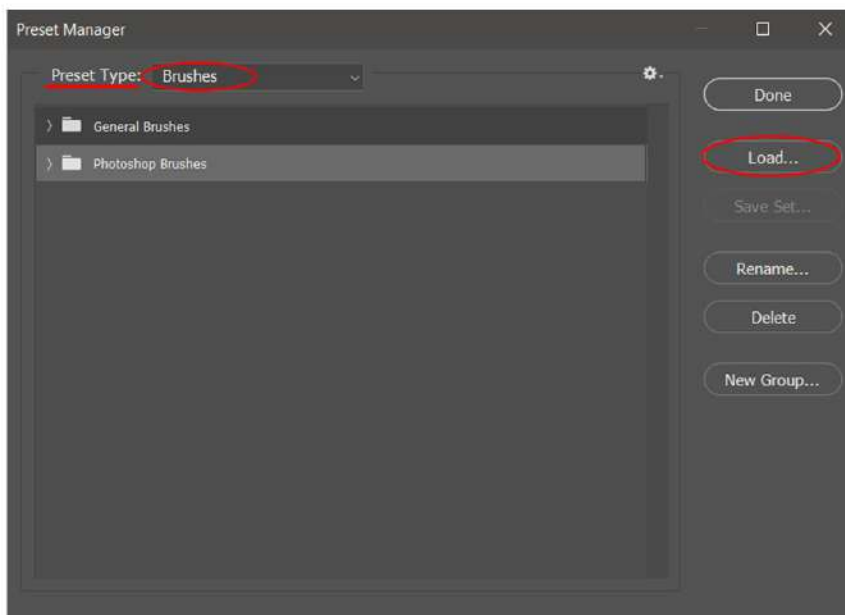 Preset Manager
Preset Type: Brushes
General Brushes
Photoshop Brushes
Done
Load...
Save Set...
Rename...
Delete
New Group...